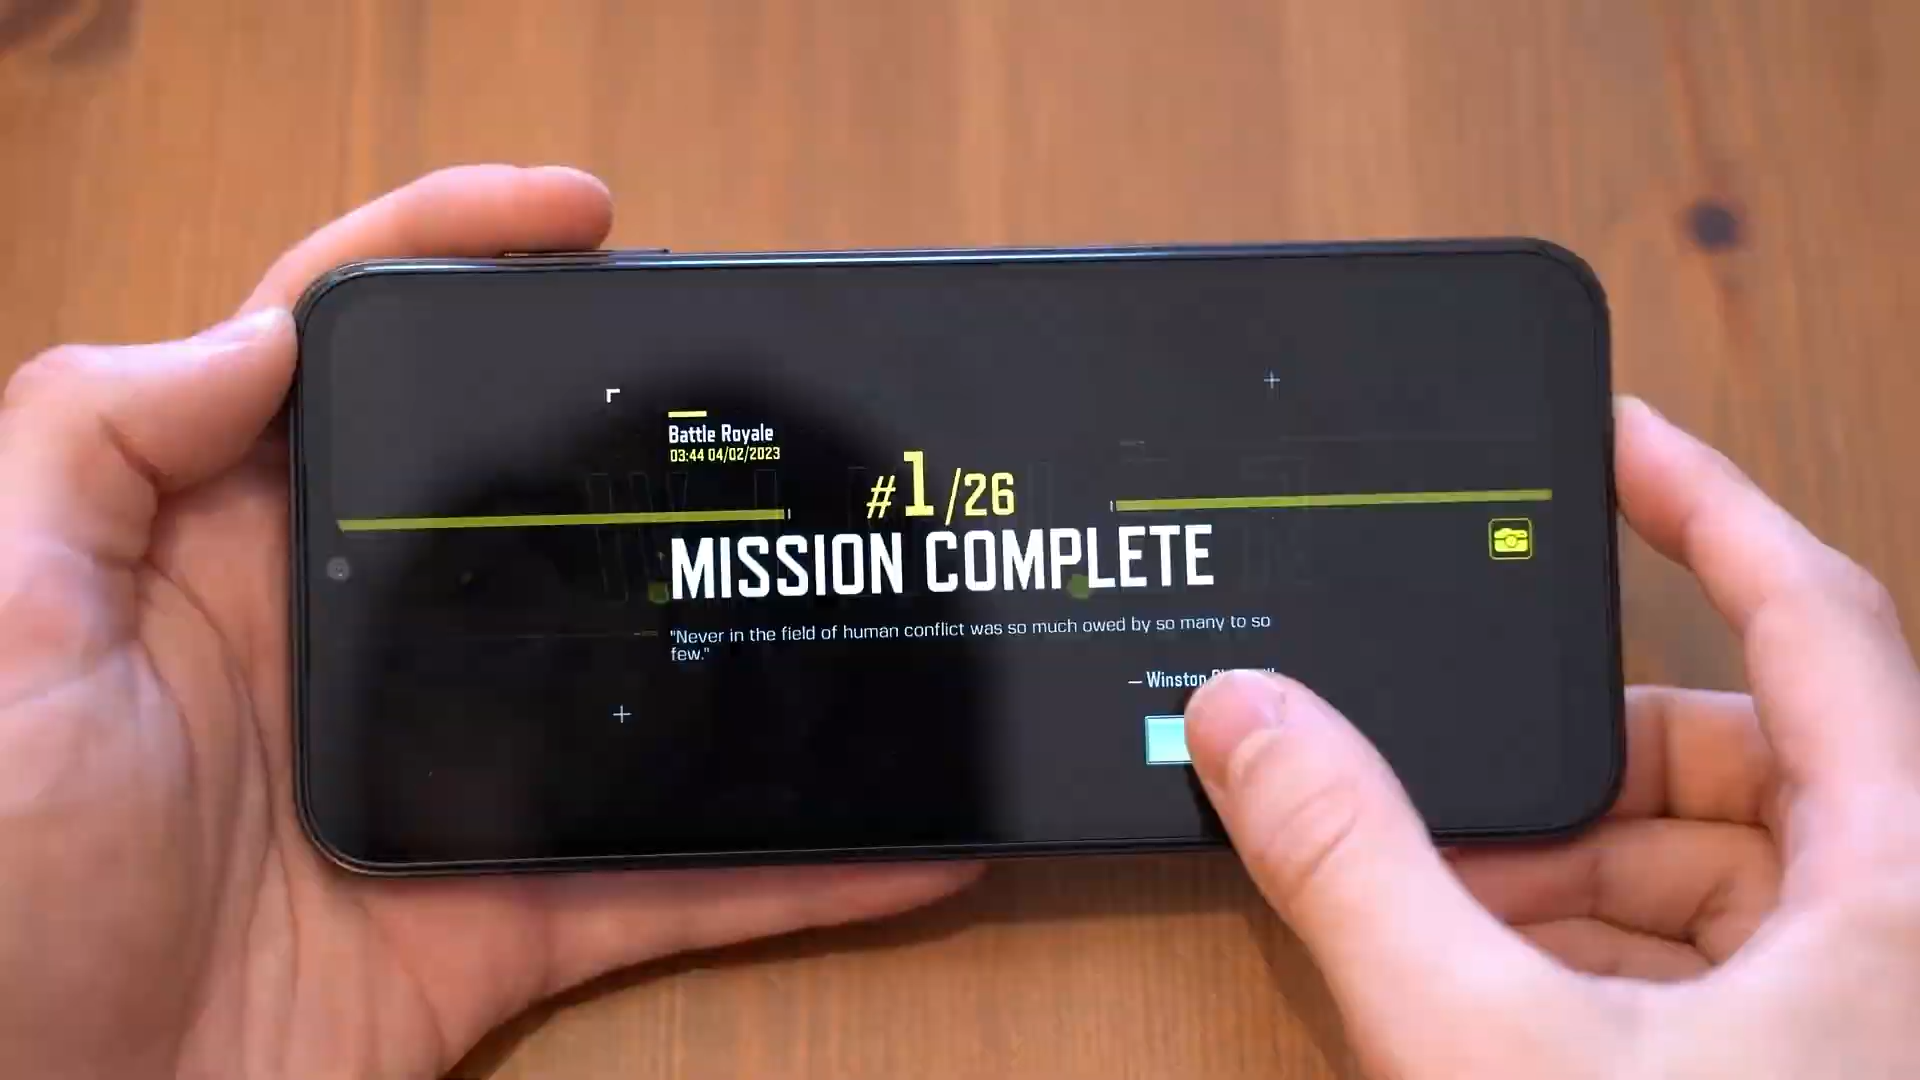 Battle Royale
03:44 04/02/2023
#1/26
MISSION COMPLETE
"Never in the field of human conflict was so much owed by so many to so
few."
— Winston